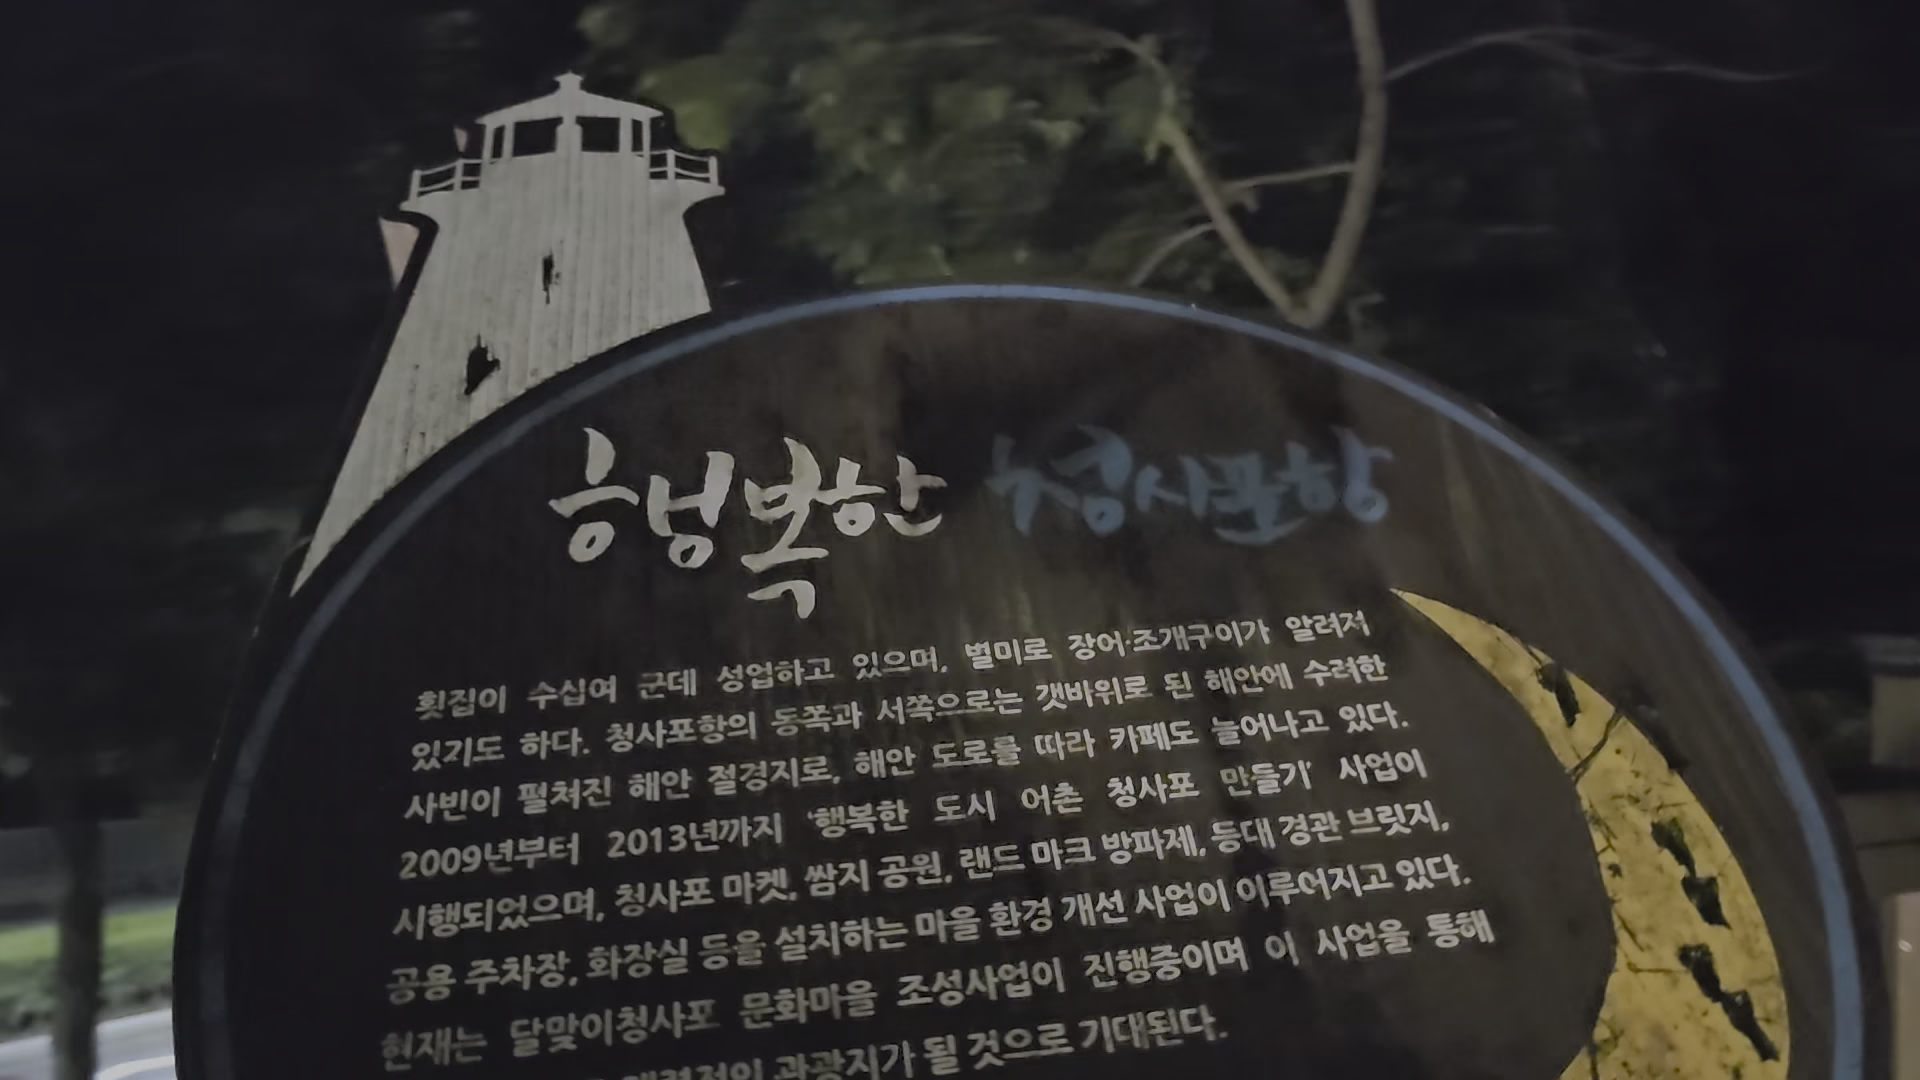 행복한 청사포항
횟집이 수십여 군데 성업하고 있으며, 별미로 장어·조개구이가 알려져
있기도 하다. 청사포항의 동쪽과 서쪽으로는 갯바위로 된 해안에 수려한
사빈이 펼쳐진 해안 절경지로, 해안 도로를 따라 카페도 늘어나고 있다.
2009년부터 2013년까지 '행복한 도시 어촌 청사포 만들기' 사업이
시행되었으며, 청사포 마켓, 쌈지 공원, 랜드 마크 방파제, 등대 경관 브릿지,
공용 주차장, 화장실 등을 설치하는 마을 환경 개선 사업이 이루어지고 있다.
현재는 달맞이청사포 문화마을 조성사업이 진행중이며 이 사업을 통해
관광지가 될 것으로 기대된다.